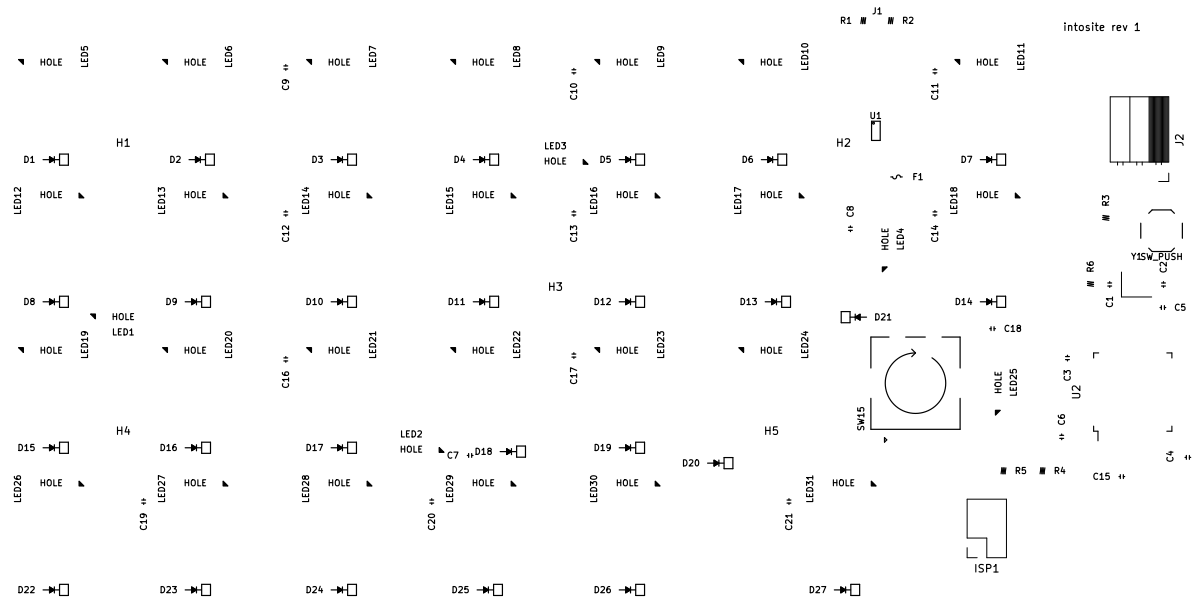 J1
R1 R2
intosite rev 1
HOLE LED5 HOLE LED6 HOLE LED7 HOLE LED8 HOLE LED9 HOLE LED10 HOLE LED11
C9 C10 C11
U1
H1 H2 J2
LED3
D1 D2 D3 D4 HOLE D5 D6 D7
LED12 HOLE LED13 HOLE LED14 HOLE LED15 HOLE LED16 HOLE LED17 HOLE LED18 HOLE
F1
R3
C12 C13 C8 HOLE LED4 C14
Y1 SW_PUSH
R6 C2
H3
C1
D8 D9 D10 D11 D12 D13 D14 C5
HOLE D21
LED1 C18
HOLE LED19 HOLE LED20 HOLE LED21 HOLE LED22 HOLE LED23 HOLE LED24
C16 C17 HOLE LED25 C3
U2
SW15
H4 LED2 H5 C6
D15 D16 D17 HOLE C7 D18 D19 D20 C4
R5 R4 C15
LED26 HOLE LED27 HOLE LED28 HOLE LED29 HOLE LED30 HOLE LED31 HOLE
C19 C20 C21
ISP1
D22 D23 D24 D25 D26 D27